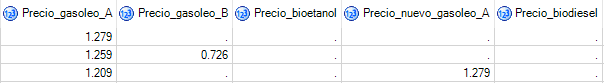 Precio_gasoleo_A Precio_gasoleo_B Precio_bioetanol Precio_nuevo_gasoleo_A Precio_biodiesel
1.279 . . . .
1.259 0.726 . . .
1.209 . . 1.279 .